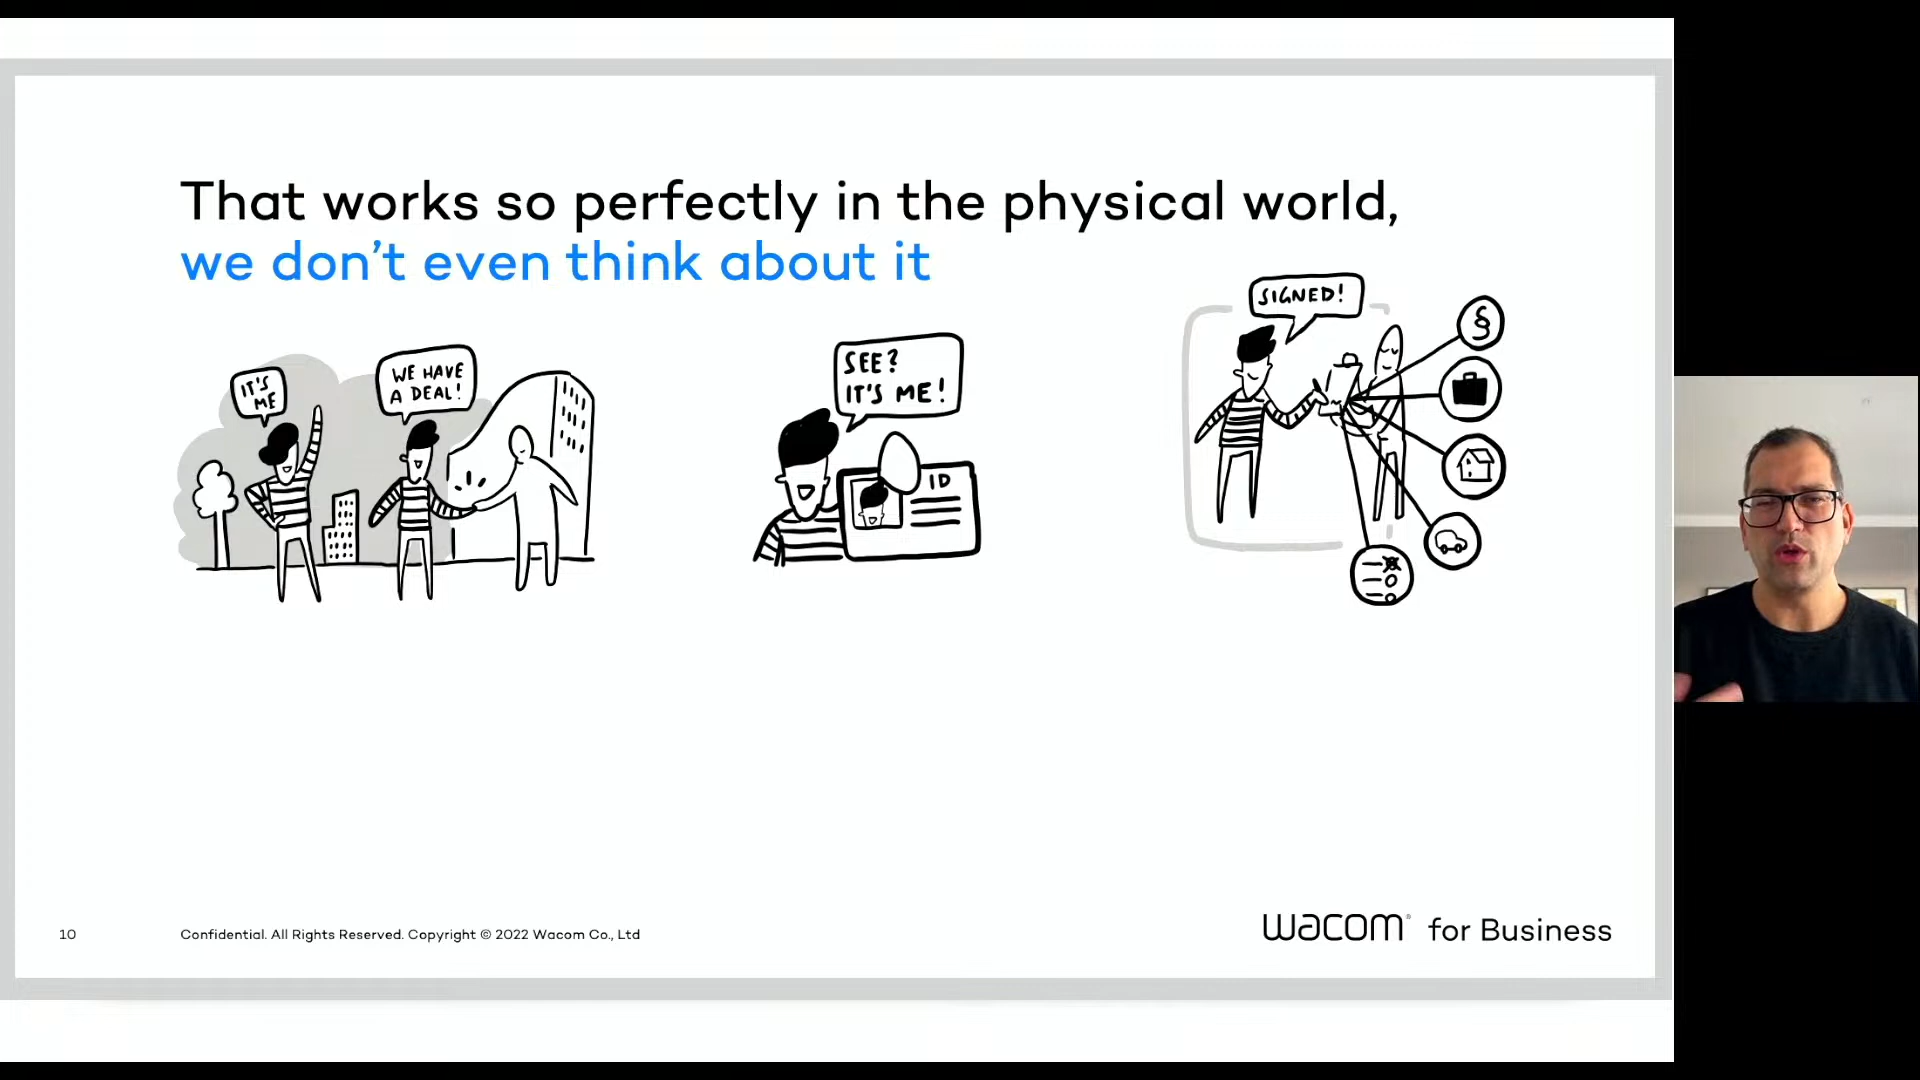 That works so perfectly in the physical world,
we don't even think about it
IT'S
ME
WE HAVE
A DEAL!
SEE?
IT'S ME!
ID
SIGNED!
§
10
Confidential. All Rights Reserved. Copyright © 2022 Wacom Co., Ltd
wacom® for Business